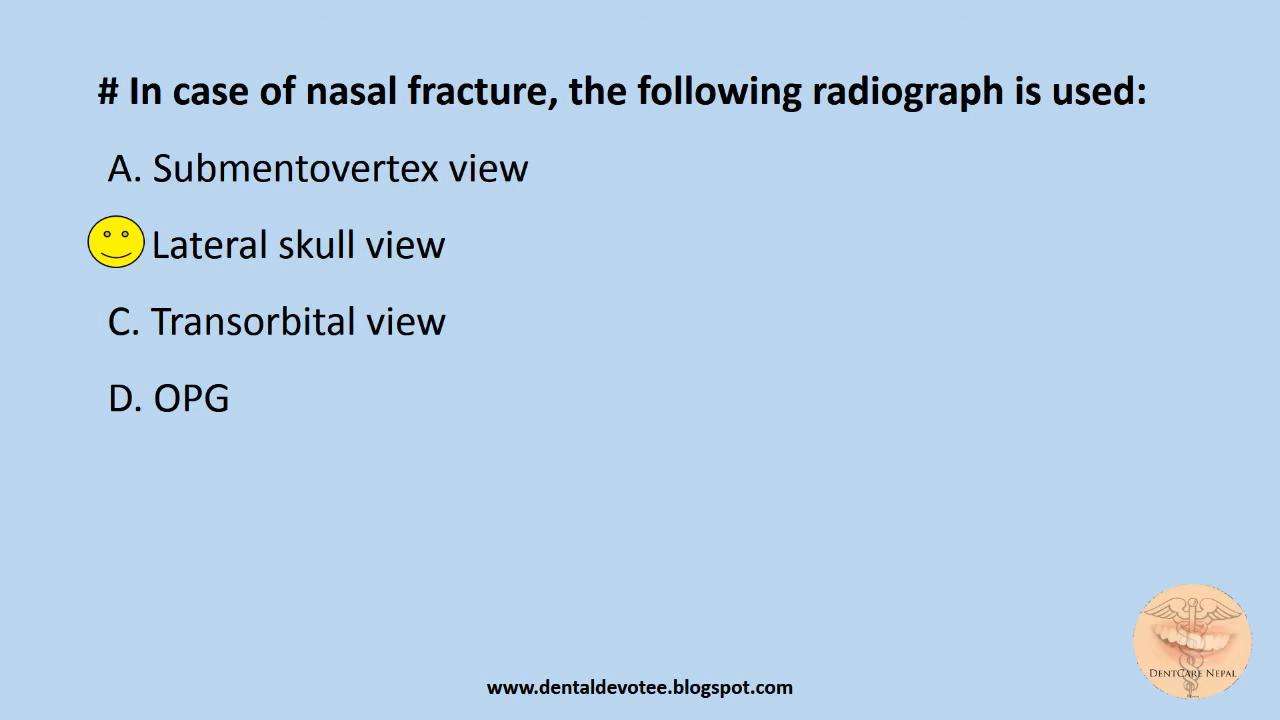 # In case of nasal fracture, the following radiograph is used:
A. Submentovertex view
Lateral skull view
C. Transorbital view
D. OPG
DENTCARE NEPAL
www.dentaldevotee.blogspot.com